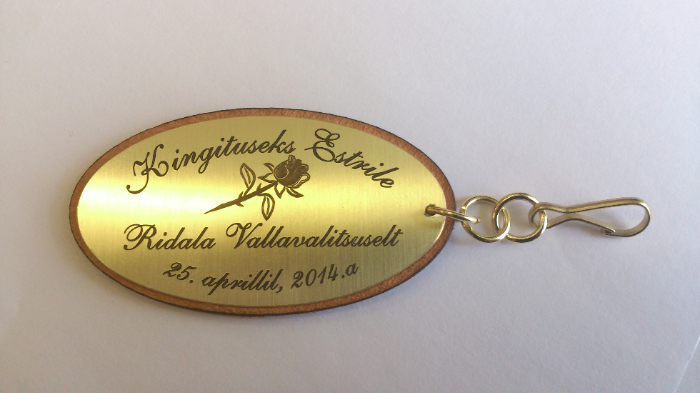 Kingituseks Estrile
Ridala Vallavalitsuselt
25. aprillil, 2014.a